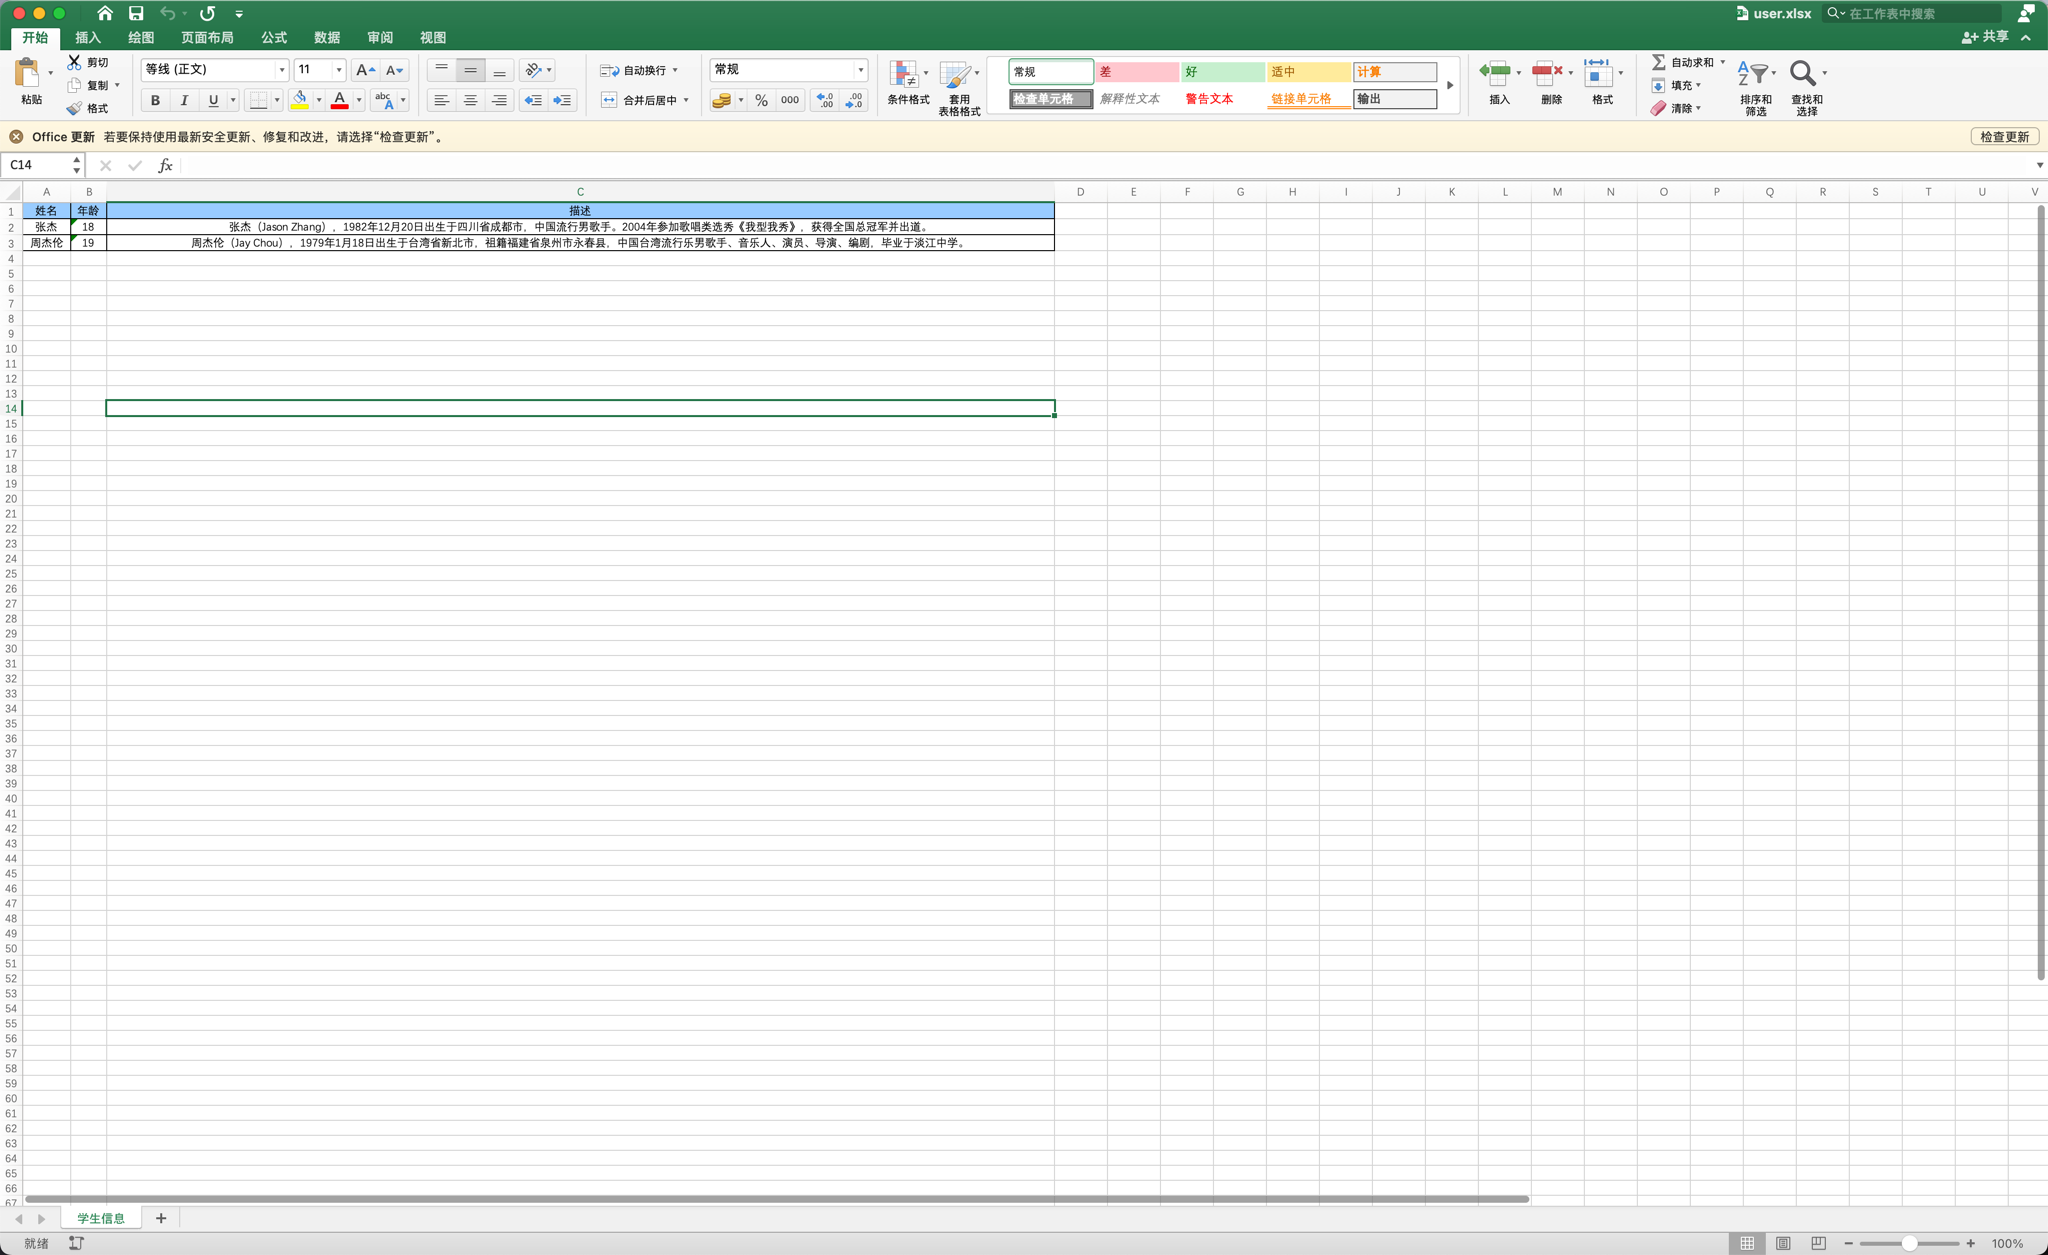 user.xlsx 在工作表中搜索
开始 插入 绘图 页面布局 公式 数据 审阅 视图 共享
粘贴 剪切 复制 格式
等线 (正文) 11 A A
B I U A abc A
ab 自动换行
合并后居中
常规
% 000 .0 .00 .00 .0
条件格式 套用 表格格式
常规 差 好 适中 计算
检查单元格 解释性文本 警告文本 链接单元格 输出
插入 删除 格式
自动求和 填充 清除
排序和 筛选 查找和 选择
Office 更新 若要保持使用最新安全更新、修复和改进，请选择“检查更新”。 检查更新
C14 fx
A B C D E F G H I J K L M N O P Q R S T U V
1 姓名 年龄 描述
2 张杰 18 张杰（Jason Zhang），1982年12月20日出生于四川省成都市，中国流行男歌手。2004年参加歌唱类选秀《我型我秀》，获得全国总冠军并出道。
3 周杰伦 19 周杰伦（Jay Chou），1979年1月18日出生于台湾省新北市，祖籍福建省泉州市永春县，中国台湾流行乐男歌手、音乐人、演员、导演、编剧，毕业于淡江中学。
4
5
6
7
8
9
10
11
12
13
14
15
16
17
18
19
20
21
22
23
24
25
26
27
28
29
30
31
32
33
34
35
36
37
38
39
40
41
42
43
44
45
46
47
48
49
50
51
52
53
54
55
56
57
58
59
60
61
62
63
64
65
66
67
学生信息 +
就绪 100%